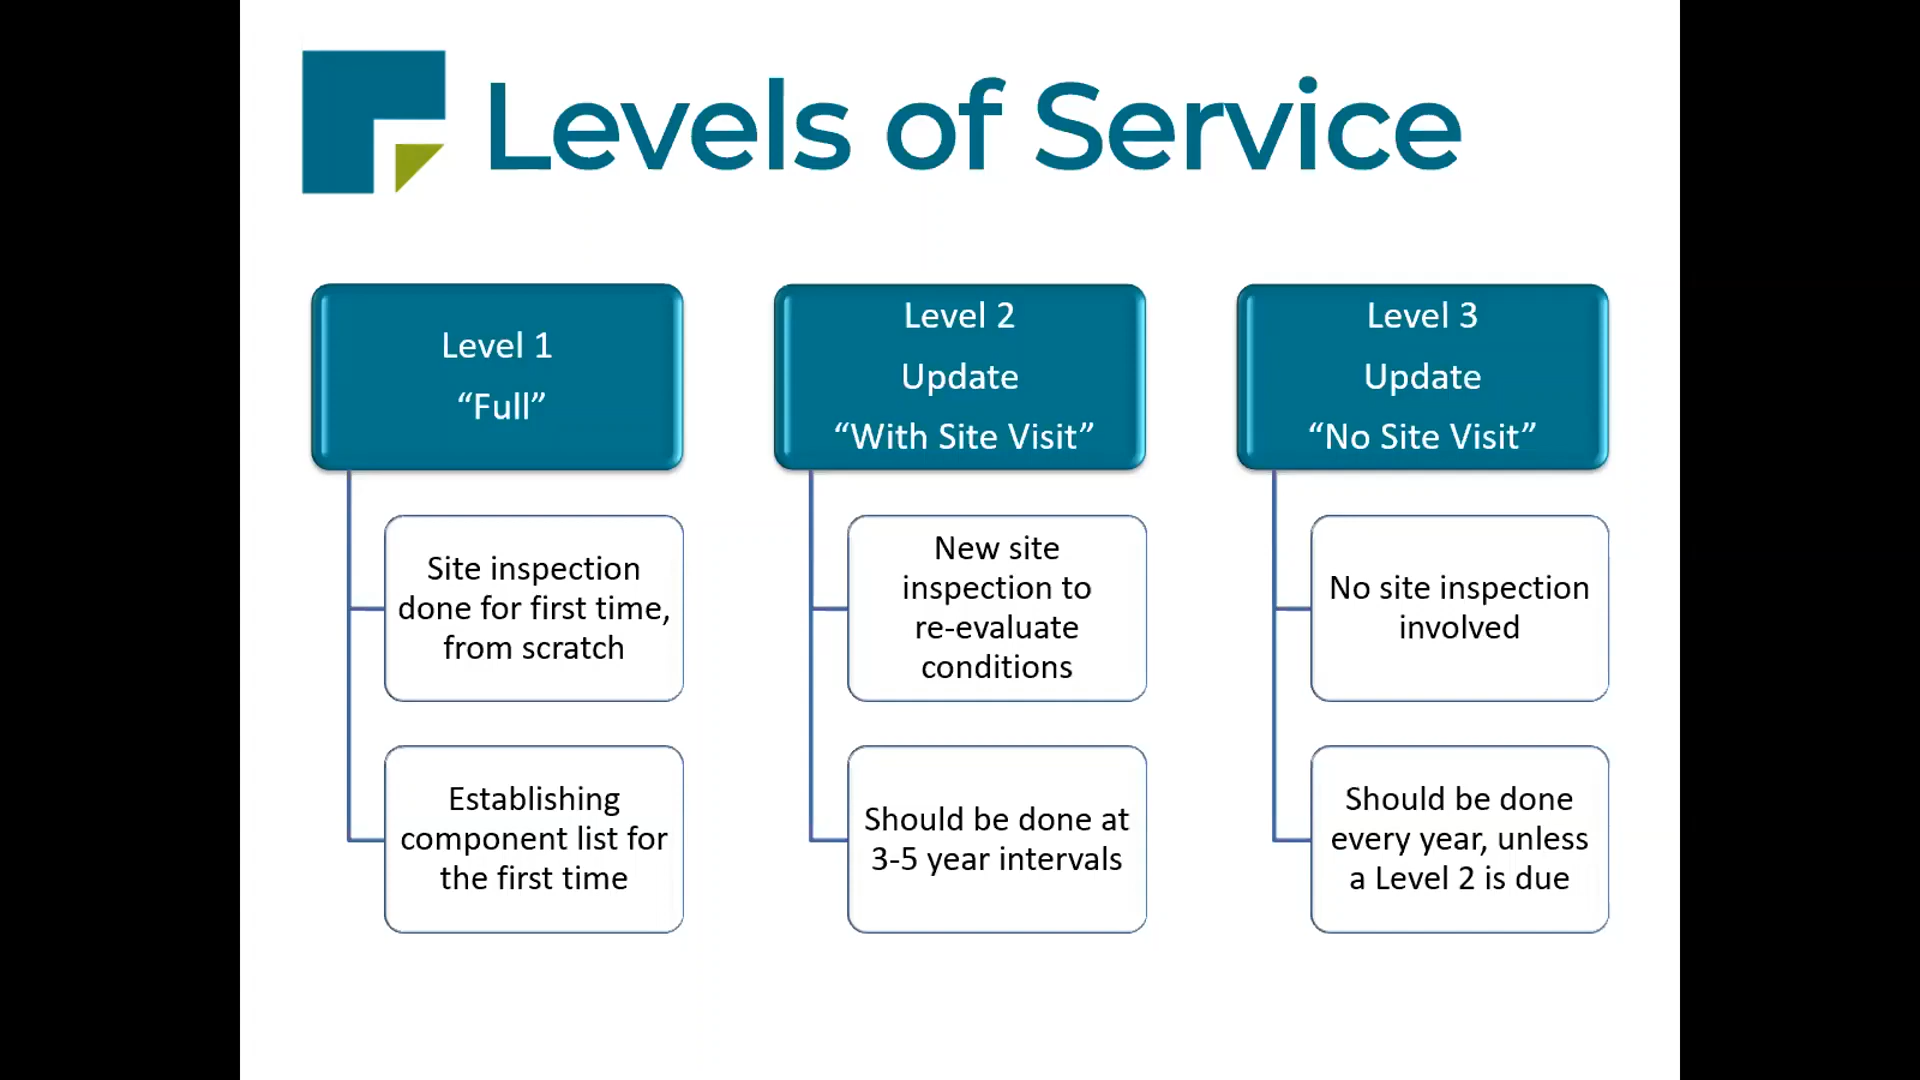 Levels of Service
Level 1
“Full”
Site inspection
done for first time,
from scratch
Establishing
component list for
the first time
Level 2
Update
“With Site Visit”
New site
inspection to
re-evaluate
conditions
Should be done at
3-5 year intervals
Level 3
Update
“No Site Visit”
No site inspection
involved
Should be done
every year, unless
a Level 2 is due